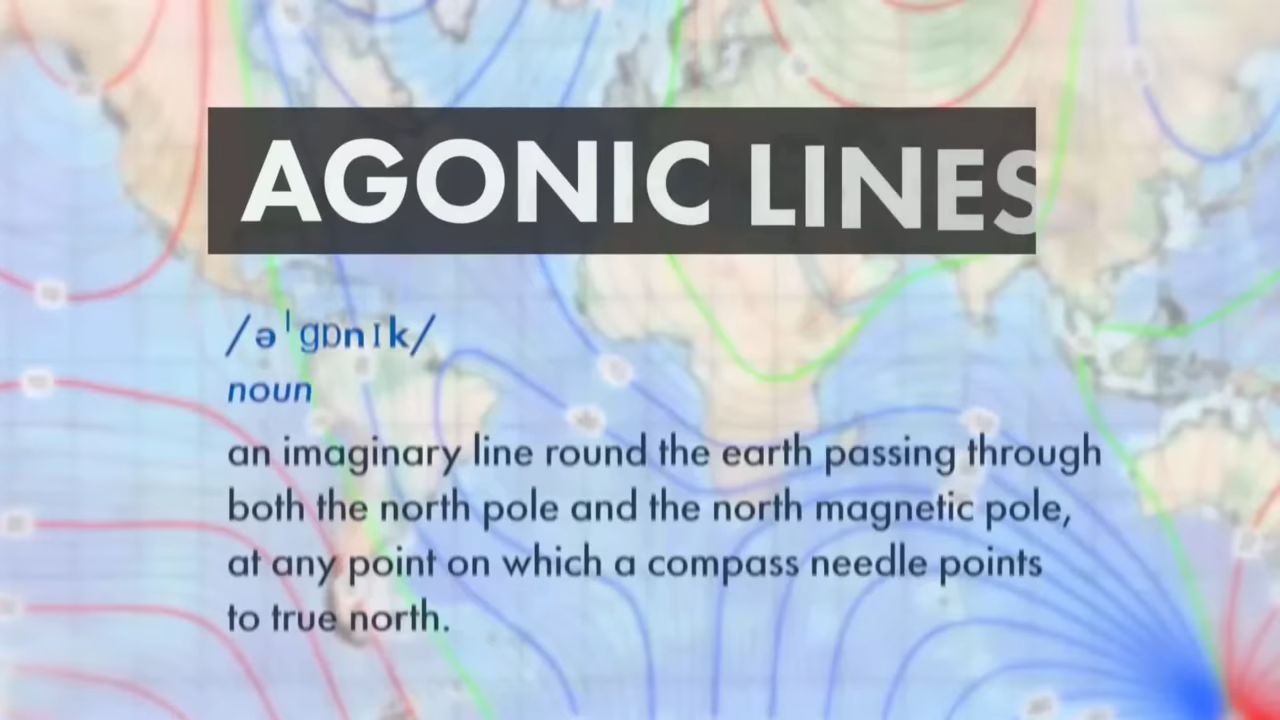 AGONIC LINES
/əˈɡɒnɪk/
noun
an imaginary line round the earth passing through
both the north pole and the north magnetic pole,
at any point on which a compass needle points
to true north.